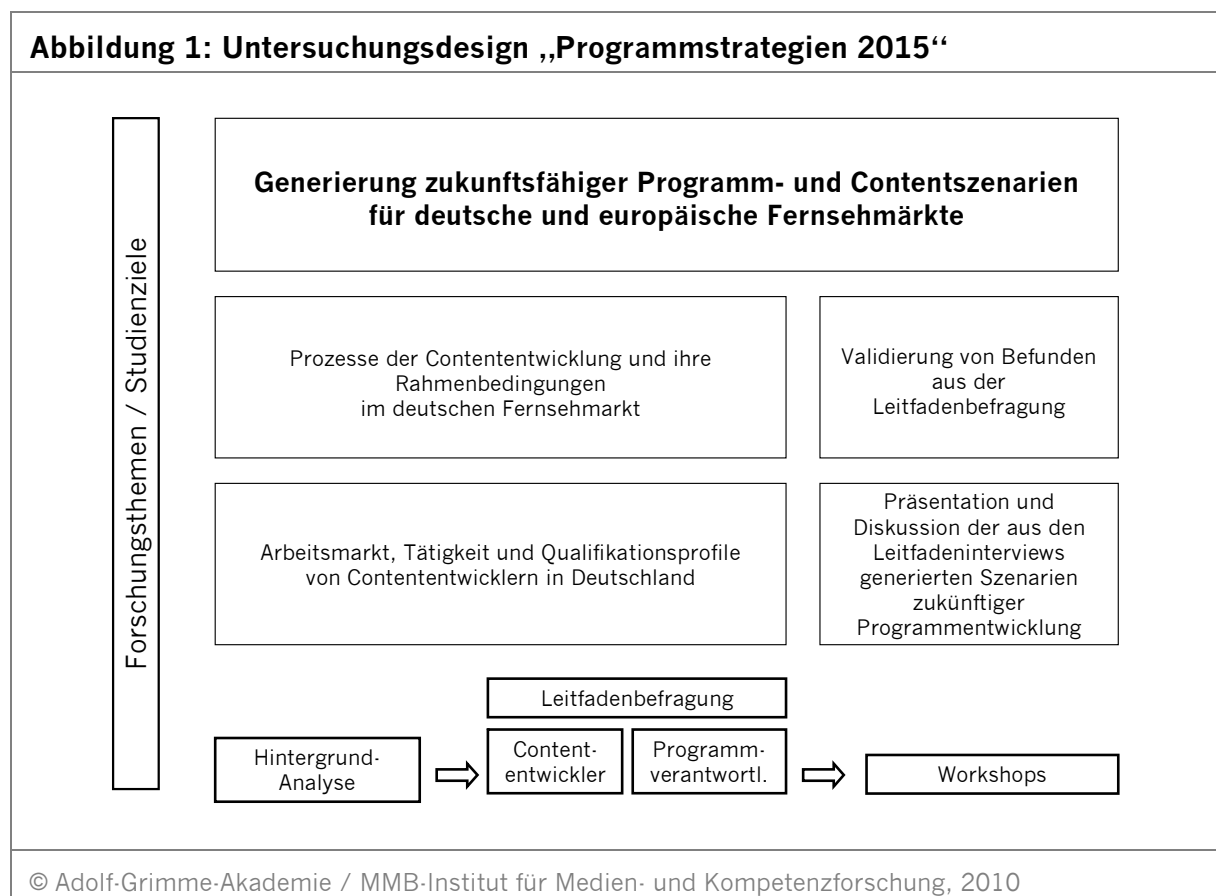 Abbildung 1: Untersuchungsdesign „Programmstrategien 2015“
Forschungsthemen / Studienziele
Generierung zukunftsfähiger Programm- und Contentszenarien
für deutsche und europäische Fernsehmärkte
Prozesse der Contententwicklung und ihre
Rahmenbedingungen
im deutschen Fernsehmarkt
Validierung von Befunden
aus der
Leitfadenbefragung
Arbeitsmarkt, Tätigkeit und Qualifikationsprofile
von Contententwicklern in Deutschland
Präsentation und
Diskussion der aus den
Leitfadeninterviews
generierten Szenarien
zukünftiger
Programmentwicklung
Leitfadenbefragung
Hintergrund-
Analyse
Content-
entwickler
Programm-
verantwortl.
Workshops
© Adolf-Grimme-Akademie / MMB-Institut für Medien- und Kompetenzforschung, 2010